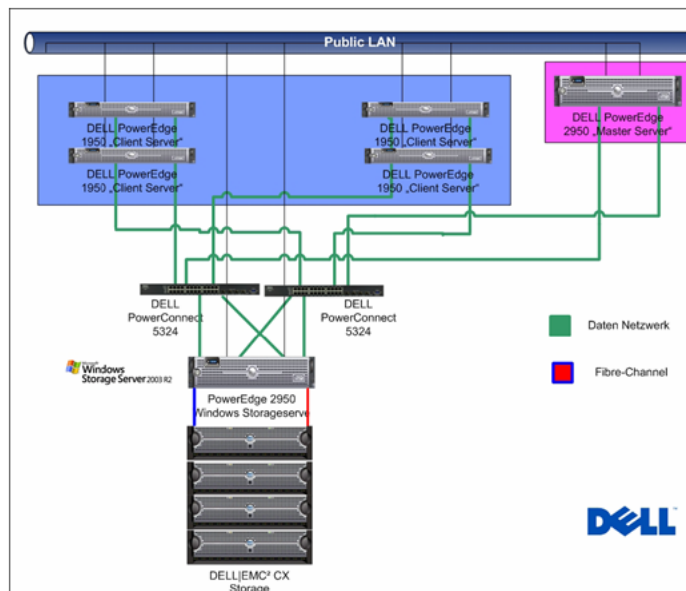 Public LAN
DELL PowerEdge
1950 „Client Server"
DELL PowerEdge
1950 „Client Server"
DELL PowerEdge
1950 „Client Server"
DELL PowerEdge
1950 „Client Server"
DELL PowerEdge
2950 „Master Server"
DELL
PowerConnect
5324
DELL
PowerConnect
5324
Daten Netzwerk
Fibre-Channel
Microsoft
Windows
Storage Server 2003 R2
PowerEdge 2950
Windows Storageserve
DELL|EMC² CX
Storage
DELL™